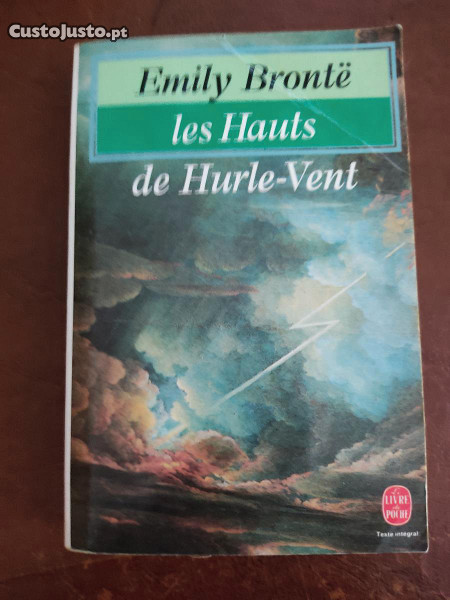 CustoJusto.pt
Emily Brontë
les Hauts
de Hurle-Vent
Le
LIVRE
de
POCHE
Texte intégral